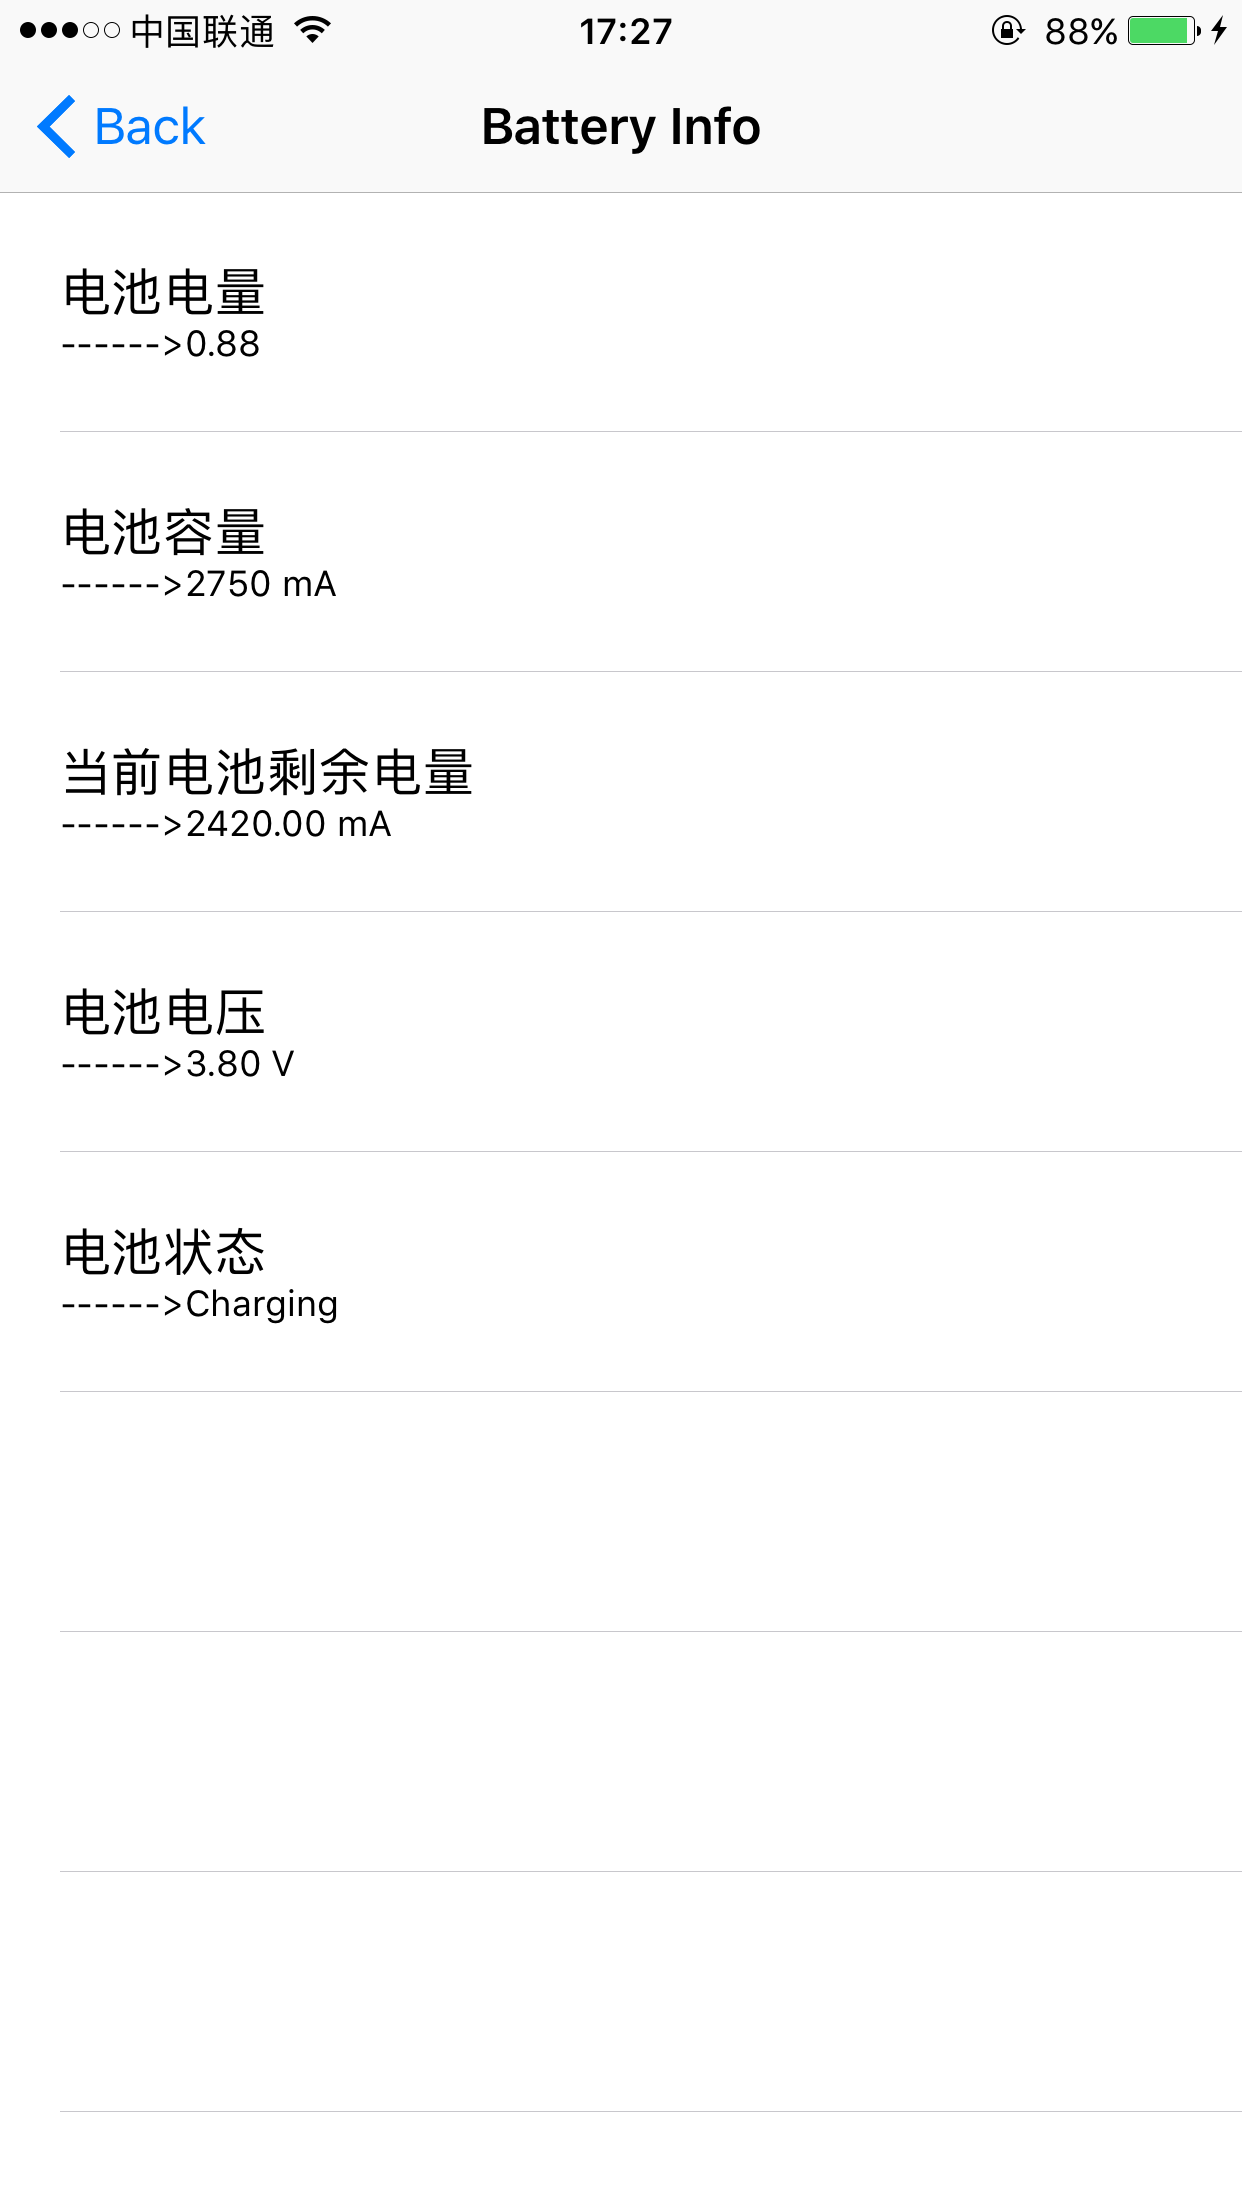 中国联通 17:27 88%
Back Battery Info
电池电量
------>0.88
电池容量
------>2750 mA
当前电池剩余电量
------>2420.00 mA
电池电压
------>3.80 V
电池状态
------>Charging